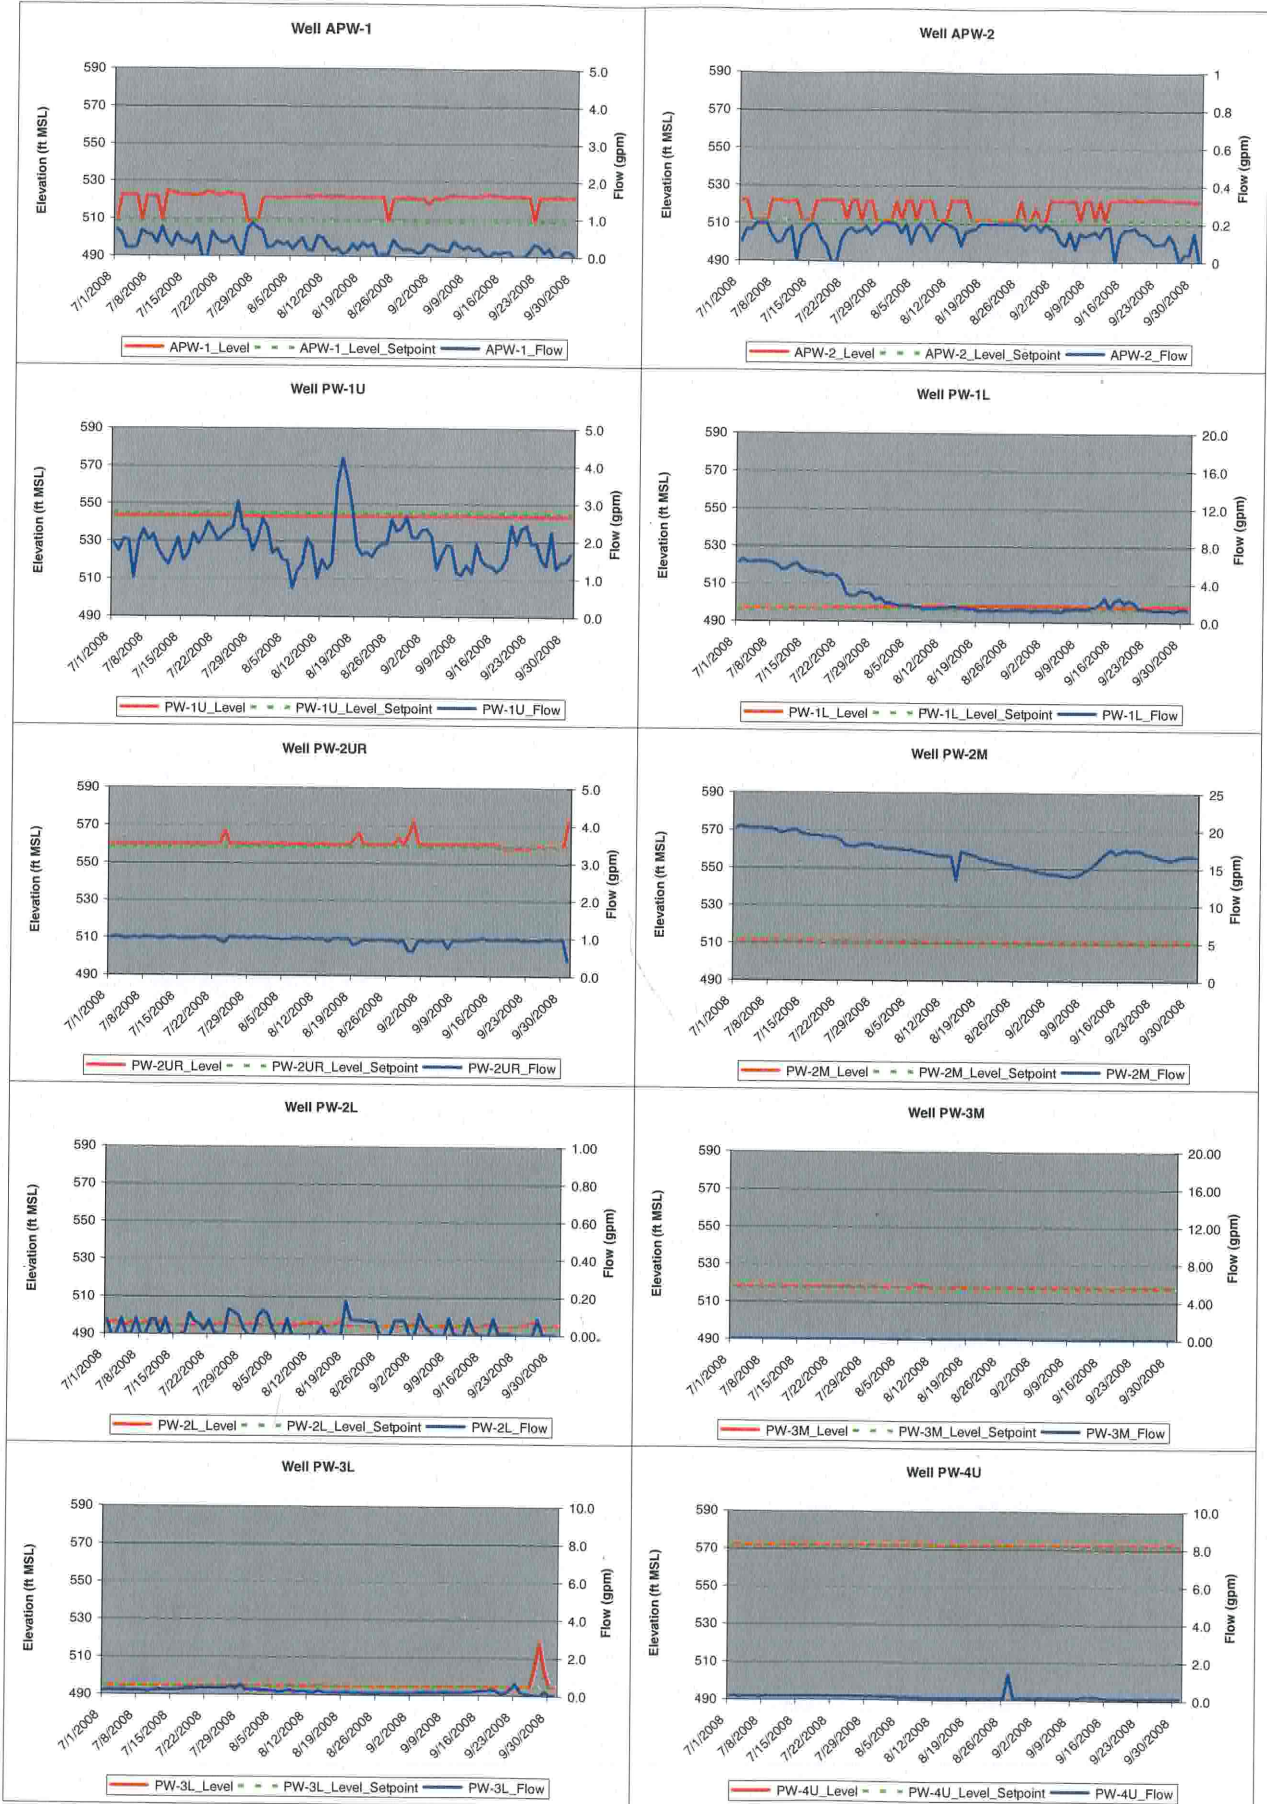 Well APW-1
Elevation (ft MSL)
590
570
550
530
510
490
5.0
4.0
3.0
2.0
1.0
0.0
Flow (gpm)
7/1/2008 7/8/2008 7/15/2008 7/22/2008 7/29/2008 8/5/2008 8/12/2008 8/19/2008 8/26/2008 9/2/2008 9/9/2008 9/16/2008 9/23/2008 9/30/2008
APW-1_Level APW-1_Level_Setpoint APW-1_Flow
Well APW-2
Elevation (ft MSL)
590
570
550
530
510
490
1
0.8
0.6
0.4
0.2
0
Flow (gpm)
7/1/2008 7/8/2008 7/15/2008 7/22/2008 7/29/2008 8/5/2008 8/12/2008 8/19/2008 8/26/2008 9/2/2008 9/9/2008 9/16/2008 9/23/2008 9/30/2008
APW-2_Level APW-2_Level_Setpoint APW-2_Flow
Well PW-1U
Elevation (ft MSL)
590
570
550
530
510
490
5.0
4.0
3.0
2.0
1.0
0.0
Flow (gpm)
7/1/2008 7/8/2008 7/15/2008 7/22/2008 7/29/2008 8/5/2008 8/12/2008 8/19/2008 8/26/2008 9/2/2008 9/9/2008 9/16/2008 9/23/2008 9/30/2008
PW-1U_Level PW-1U_Level_Setpoint PW-1U_Flow
Well PW-1L
Elevation (ft MSL)
590
570
550
530
510
490
20.0
16.0
12.0
8.0
4.0
0.0
Flow (gpm)
7/1/2008 7/8/2008 7/15/2008 7/22/2008 7/29/2008 8/5/2008 8/12/2008 8/19/2008 8/26/2008 9/2/2008 9/9/2008 9/16/2008 9/23/2008 9/30/2008
PW-1L_Level PW-1L_Level_Setpoint PW-1L_Flow
Well PW-2UR
Elevation (ft MSL)
590
570
550
530
510
490
5.0
4.0
3.0
2.0
1.0
0.0
Flow (gpm)
7/1/2008 7/8/2008 7/15/2008 7/22/2008 7/29/2008 8/5/2008 8/12/2008 8/19/2008 8/26/2008 9/2/2008 9/9/2008 9/16/2008 9/23/2008 9/30/2008
PW-2UR_Level PW-2UR_Level_Setpoint PW-2UR_Flow
Well PW-2M
Elevation (ft MSL)
590
570
550
530
510
490
25
20
15
10
5
0
Flow (gpm)
7/1/2008 7/8/2008 7/15/2008 7/22/2008 7/29/2008 8/5/2008 8/12/2008 8/19/2008 8/26/2008 9/2/2008 9/9/2008 9/16/2008 9/23/2008 9/30/2008
PW-2M_Level PW-2M_Level_Setpoint PW-2M_Flow
Well PW-2L
Elevation (ft MSL)
590
570
550
530
510
490
1.00
0.80
0.60
0.40
0.20
0.00
Flow (gpm)
7/1/2008 7/8/2008 7/15/2008 7/22/2008 7/29/2008 8/5/2008 8/12/2008 8/19/2008 8/26/2008 9/2/2008 9/9/2008 9/16/2008 9/23/2008 9/30/2008
PW-2L_Level PW-2L_Level_Setpoint PW-2L_Flow
Well PW-3M
Elevation (ft MSL)
590
570
550
530
510
490
20.00
16.00
12.00
8.00
4.00
0.00
Flow (gpm)
7/1/2008 7/8/2008 7/15/2008 7/22/2008 7/29/2008 8/5/2008 8/12/2008 8/19/2008 8/26/2008 9/2/2008 9/9/2008 9/16/2008 9/23/2008 9/30/2008
PW-3M_Level PW-3M_Level_Setpoint PW-3M_Flow
Well PW-3L
Elevation (ft MSL)
590
570
550
530
510
490
10.0
8.0
6.0
4.0
2.0
0.0
Flow (gpm)
7/1/2008 7/8/2008 7/15/2008 7/22/2008 7/29/2008 8/5/2008 8/12/2008 8/19/2008 8/26/2008 9/2/2008 9/9/2008 9/16/2008 9/23/2008 9/30/2008
PW-3L_Level PW-3L_Level_Setpoint PW-3L_Flow
Well PW-4U
Elevation (ft MSL)
590
570
550
530
510
490
10.0
8.0
6.0
4.0
2.0
0.0
Flow (gpm)
7/1/2008 7/8/2008 7/15/2008 7/22/2008 7/29/2008 8/5/2008 8/12/2008 8/19/2008 8/26/2008 9/2/2008 9/9/2008 9/16/2008 9/23/2008 9/30/2008
PW-4U_Level PW-4U_Level_Setpoint PW-4U_Flow